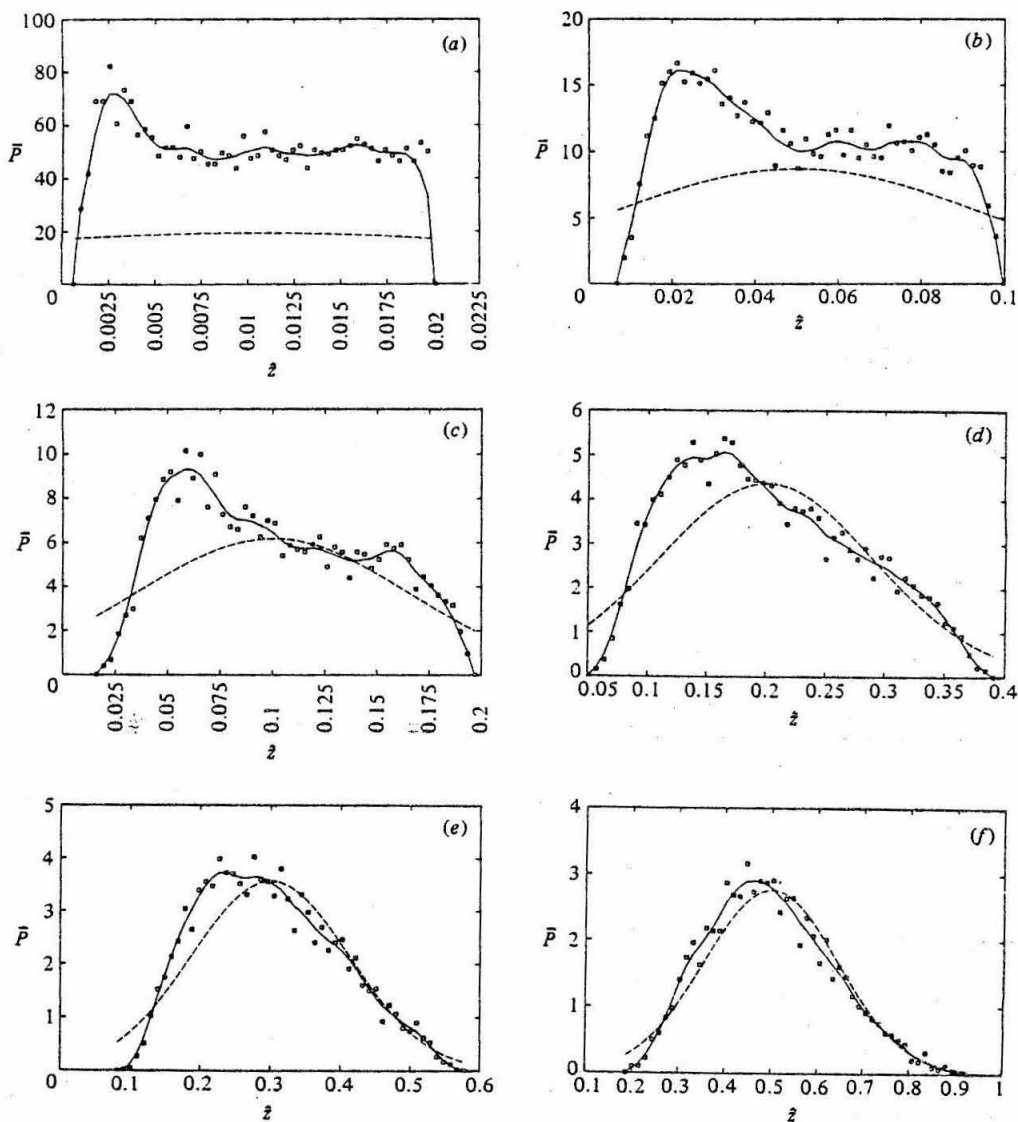 100
80
60
40
20
0
P̄
(a)
0.0025
0.005
0.0075
0.01
0.0125
0.015
0.0175
0.02
0.0225
ẑ
20
15
10
5
0
P̄
(b)
0 0.02 0.04 0.06 0.08 0.1
ẑ
12
10
8
6
4
2
0
P̄
(c)
0.025
0.05
0.075
0.1
0.125
0.15
0.175
0.2
ẑ
6
5
4
3
2
1
0
P̄
(d)
0.05 0.1 0.15 0.2 0.25 0.3 0.35 0.4
ẑ
5
4
3
2
1
0
P̄
(e)
0.1 0.2 0.3 0.4 0.5 0.6
ẑ
4
3
2
1
0
P̄
(f)
0.1 0.2 0.3 0.4 0.5 0.6 0.7 0.8 0.9 1
ẑ